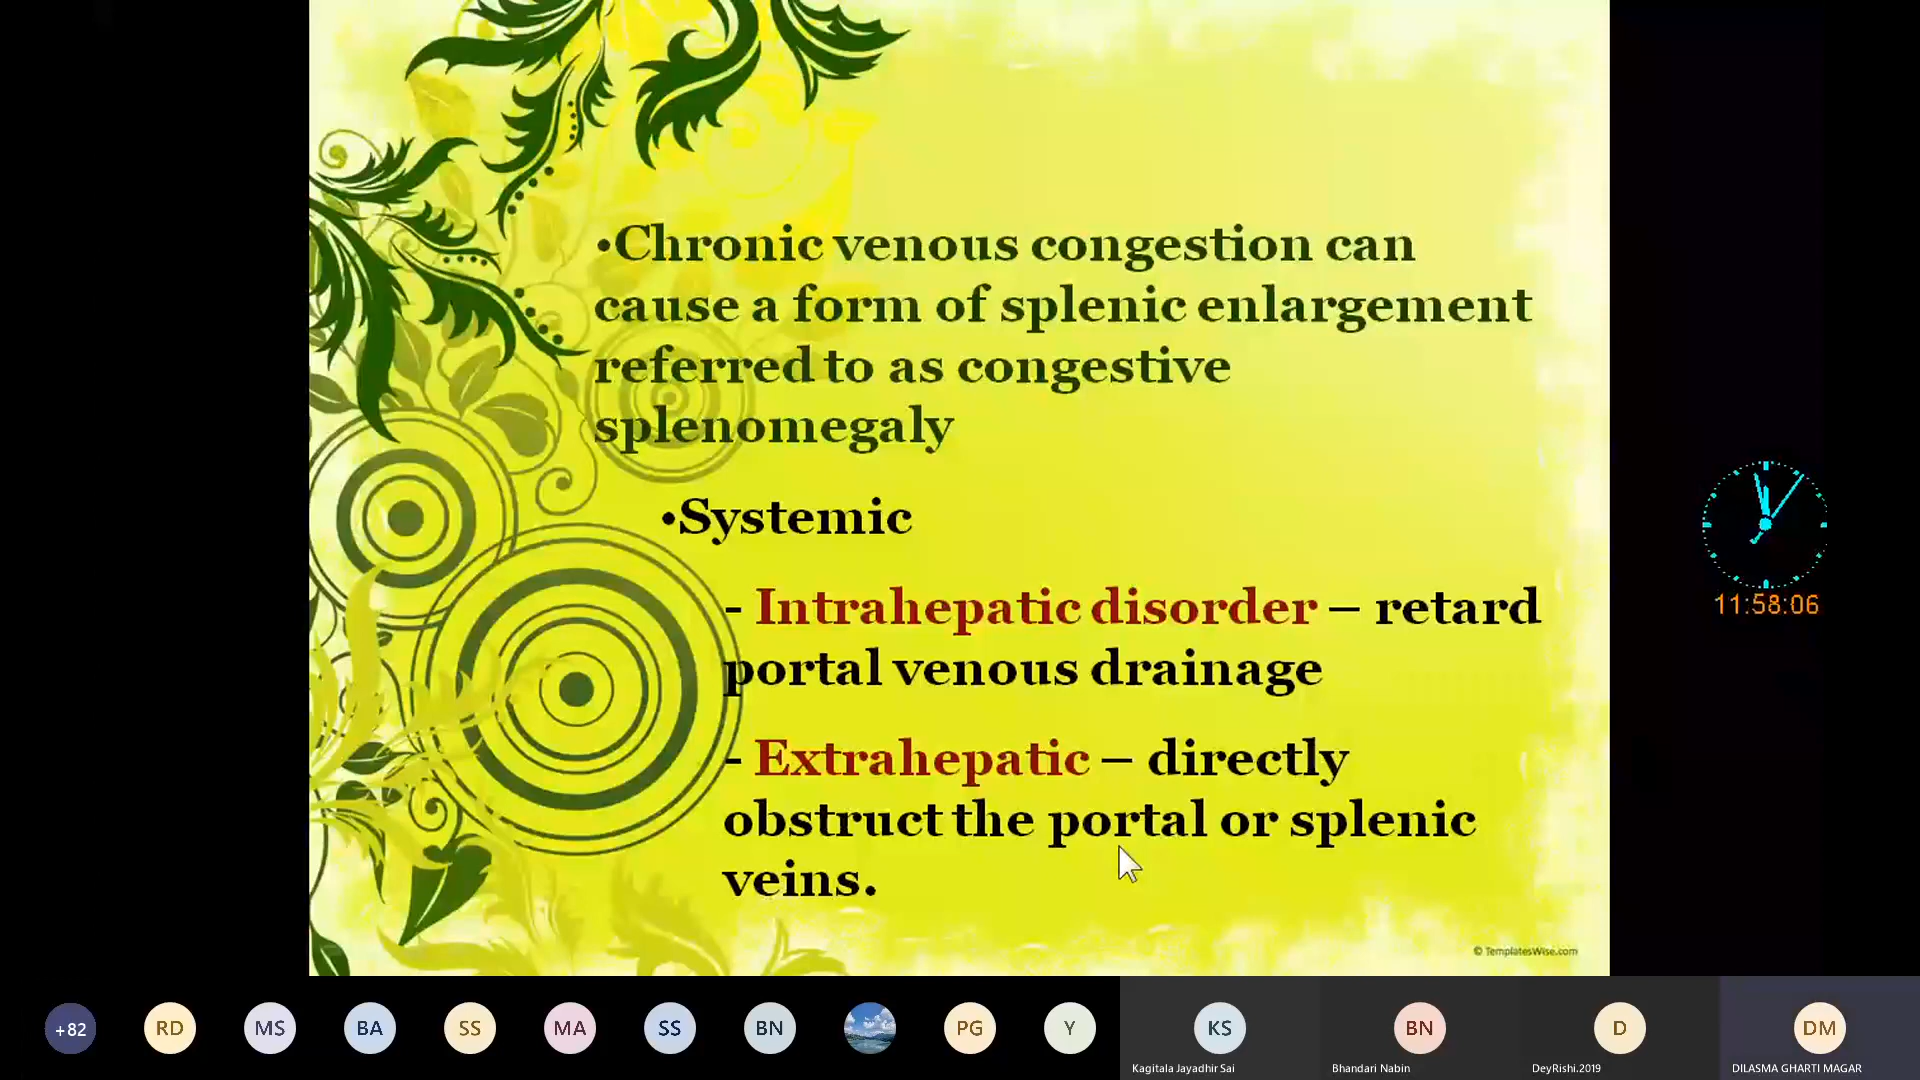 •Chronic venous congestion can
cause a form of splenic enlargement
referred to as congestive
splenomegaly
•Systemic
- Intrahepatic disorder – retard
portal venous drainage
- Extrahepatic – directly
obstruct the portal or splenic
veins.
© TemplatesWise.com
11:58:06
+82
RD
MS
BA
SS
MA
SS
BN
PG
Y
KS
BN
D
DM
Kagitala Jayadhir Sai
Bhandari Nabin
DeyRishi.2019
DILASMA GHARTI MAGAR